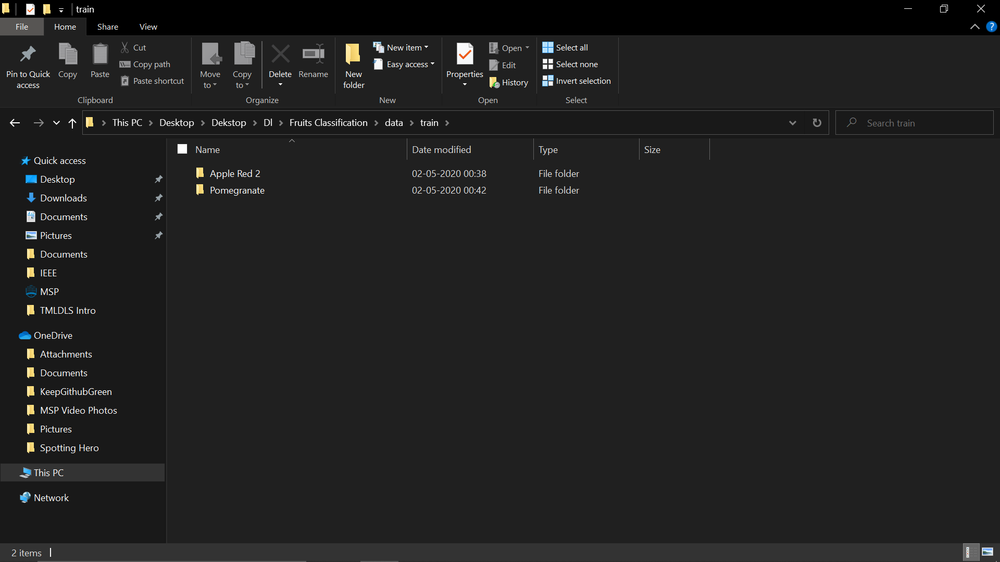 train
File Home Share View
Pin to Quick access
Copy
Paste
Cut
Copy path
Paste shortcut
Clipboard
Move to
Copy to
Delete
Rename
Organize
New folder
New item
Easy access
New
Properties
Open
Edit
History
Open
Select all
Select none
Invert selection
Select
This PC Desktop Dekstop Dl Fruits Classification data train
Search train
Name Date modified Type Size
Apple Red 2 02-05-2020 00:38 File folder
Pomegranate 02-05-2020 00:42 File folder
Quick access
Desktop
Downloads
Documents
Pictures
Documents
IEEE
MSP
TMLDLS Intro
OneDrive
Attachments
Documents
KeepGithubGreen
MSP Video Photos
Pictures
Spotting Hero
This PC
Network
2 items